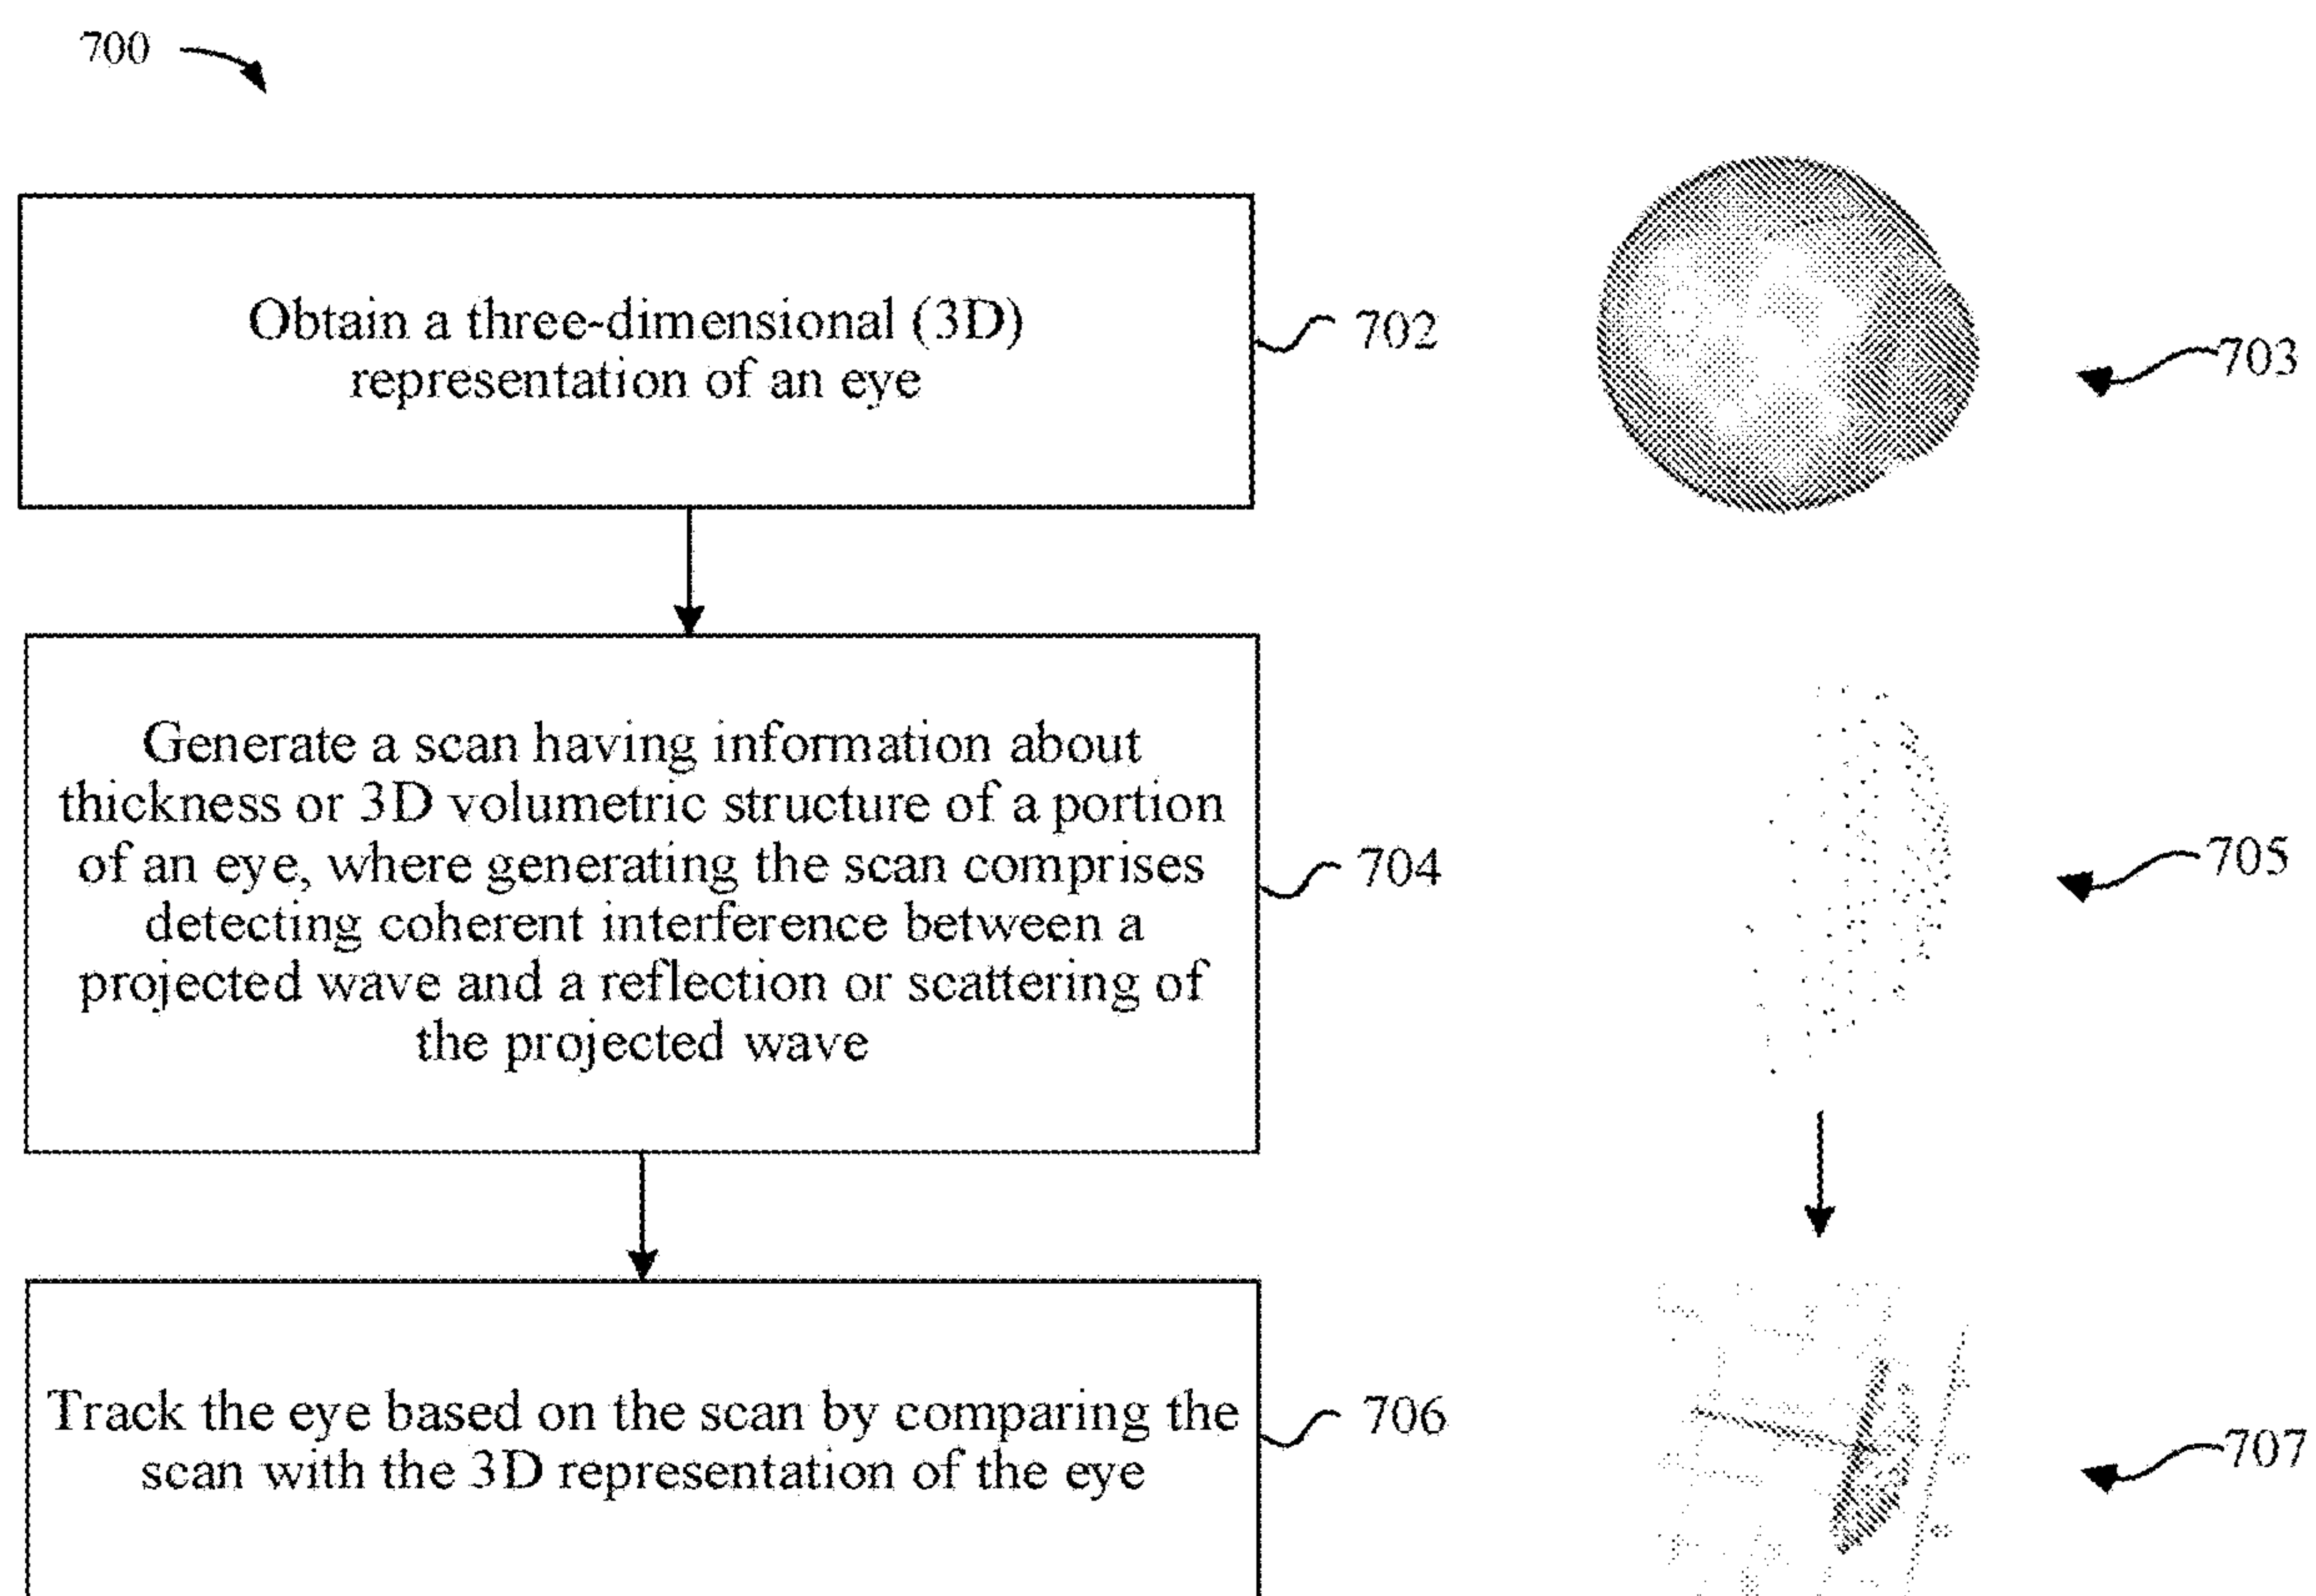 700
Obtain a three-dimensional (3D)
representation of an eye
702
703
Generate a scan having information about
thickness or 3D volumetric structure of a portion
of an eye, where generating the scan comprises
detecting coherent interference between a
projected wave and a reflection or scattering of
the projected wave
704
705
Track the eye based on the scan by comparing the
scan with the 3D representation of the eye
706
707